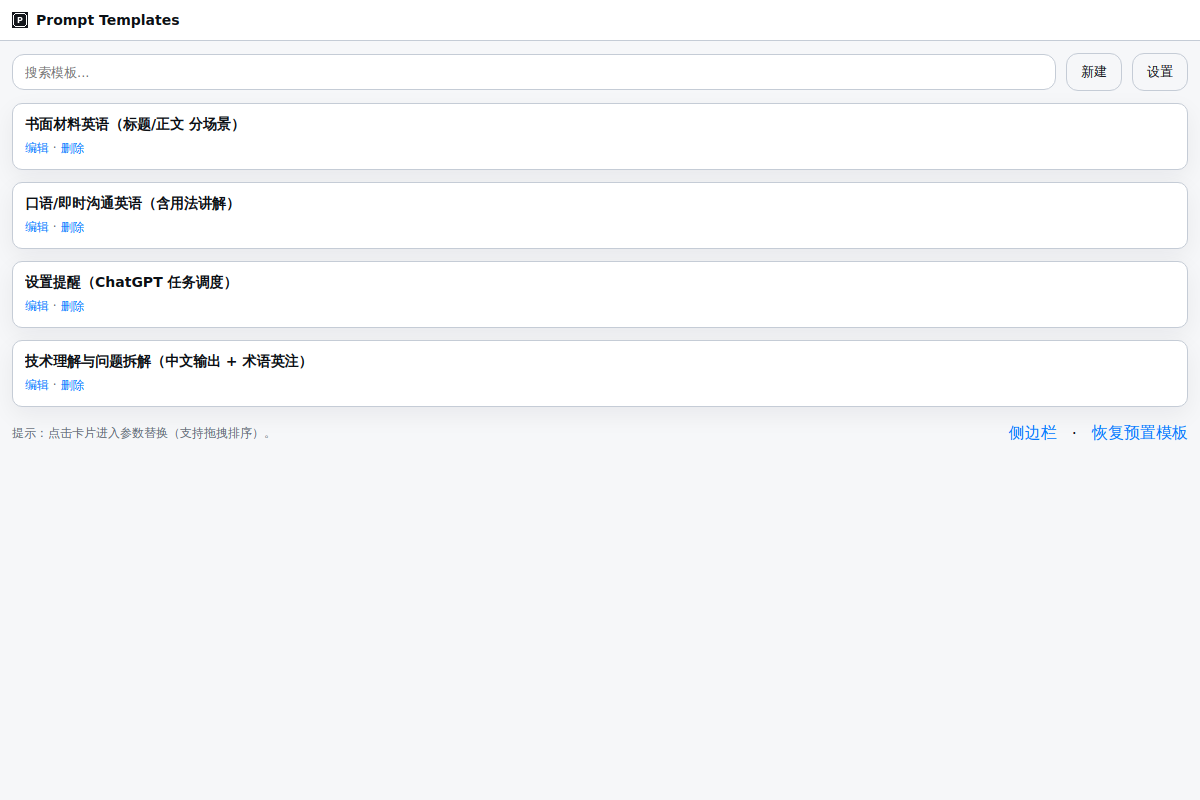 P Prompt Templates
搜索模板... 新建 设置
书面材料英语（标题/正文 分场景）
编辑 · 删除
口语/即时沟通英语（含用法讲解）
编辑 · 删除
设置提醒（ChatGPT 任务调度）
编辑 · 删除
技术理解与问题拆解（中文输出 + 术语英注）
编辑 · 删除
提示：点击卡片进入参数替换（支持拖拽排序）。 侧边栏 · 恢复预置模板